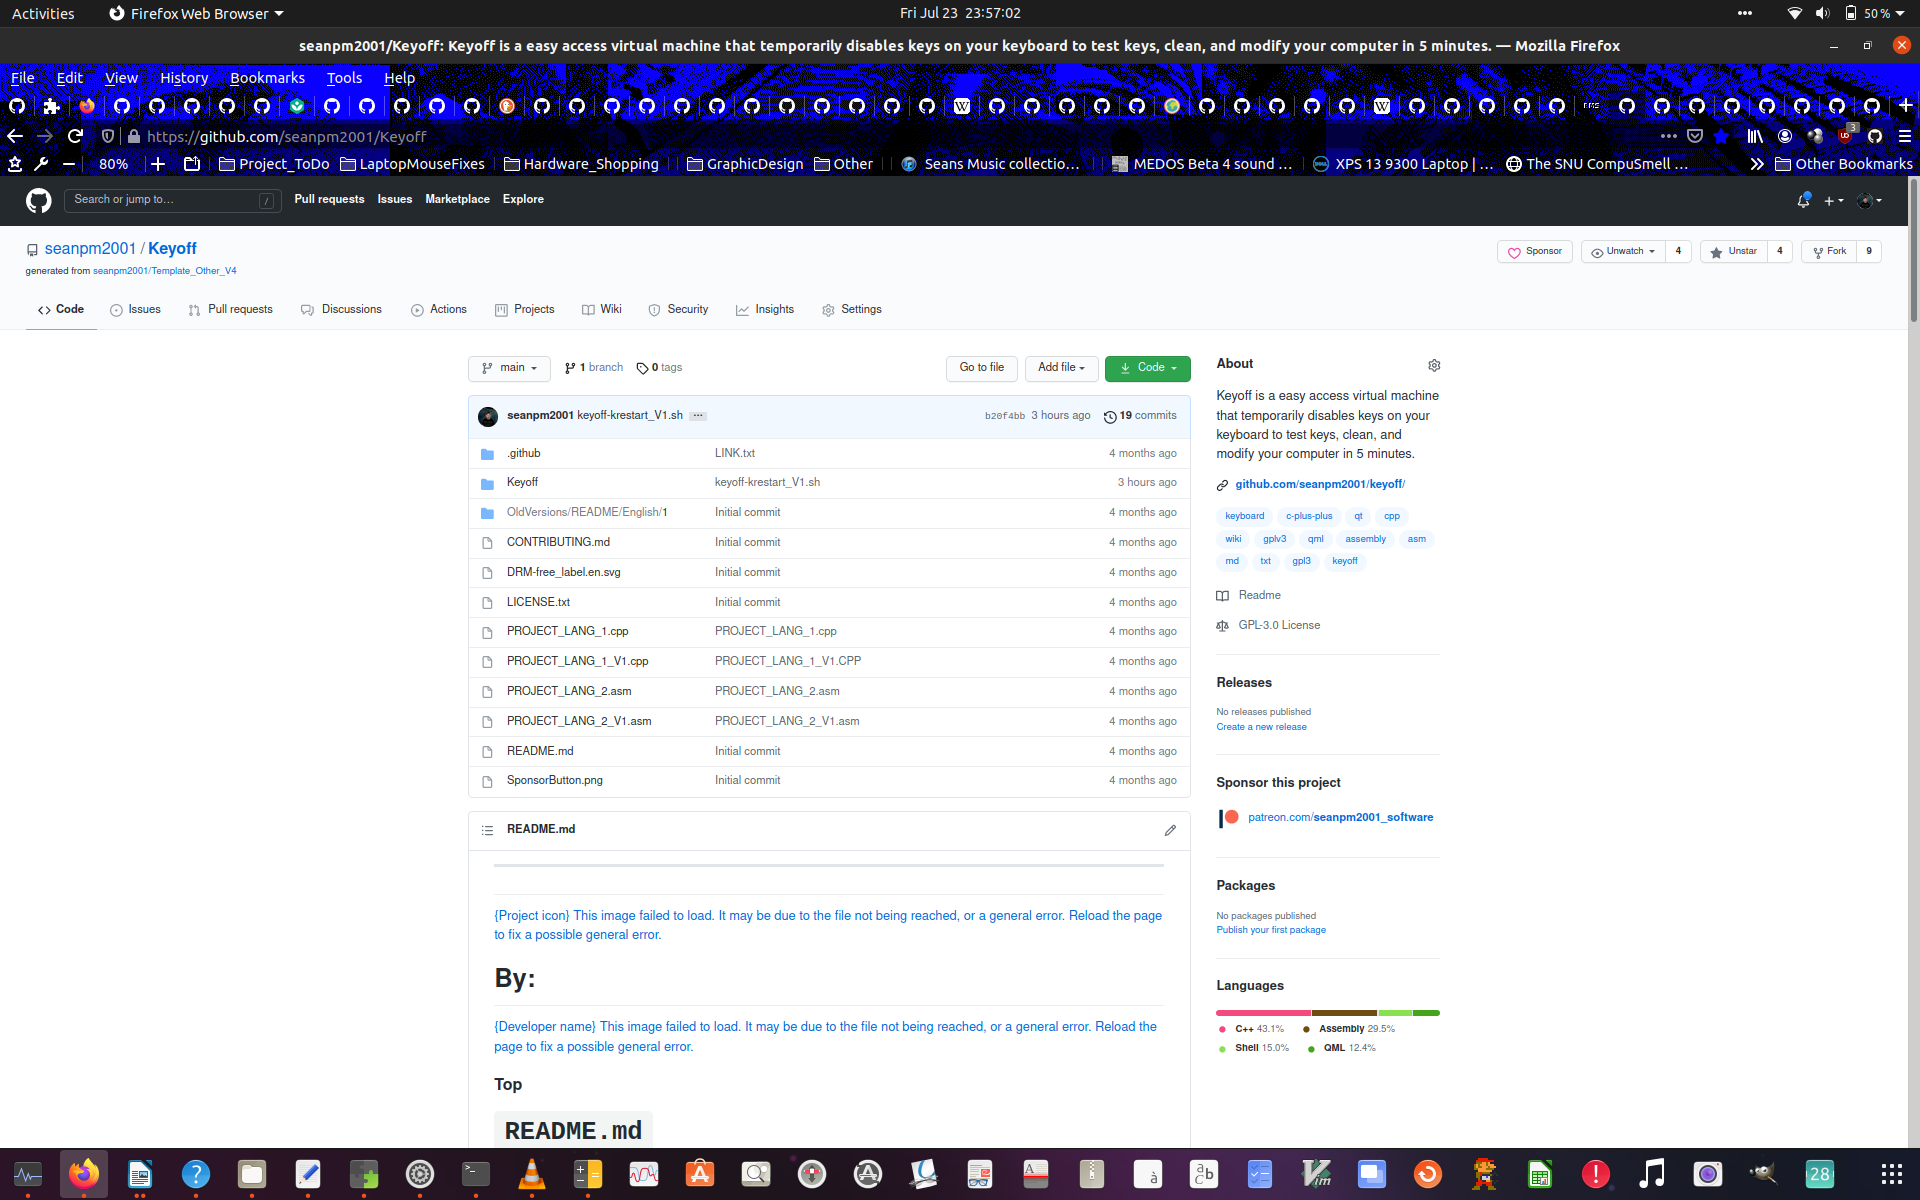 Activities
Firefox Web Browser
Fri Jul 23 23:57:02
50 %
seanpm2001/Keyoff: Keyoff is a easy access virtual machine that temporarily disables keys on your keyboard to test keys, clean, and modify your computer in 5 minutes. — Mozilla Firefox
File Edit View History Bookmarks Tools Help
https://github.com/seanpm2001/Keyoff
3
80%
Project_ToDo
LaptopMouseFixes
Hardware_Shopping
GraphicDesign
Other
Seans Music collectio…
MEDOS Beta 4 sound …
XPS 13 9300 Laptop | …
The SNU CompuSmell …
Other Bookmarks
Search or jump to…
/
Pull requests Issues Marketplace Explore
seanpm2001 / Keyoff
Sponsor
Unwatch 4
Unstar 4
Fork 9
generated from seanpm2001/Template_Other_V4
Code Issues Pull requests Discussions Actions Projects Wiki Security Insights Settings
main
1 branch
0 tags
Go to file
Add file
Code
seanpm2001 keyoff-krestart_V1.sh
b20f4bb 3 hours ago
19 commits
.github LINK.txt 4 months ago
Keyoff keyoff-krestart_V1.sh 3 hours ago
OldVersions/README/English/1 Initial commit 4 months ago
CONTRIBUTING.md Initial commit 4 months ago
DRM-free_label.en.svg Initial commit 4 months ago
LICENSE.txt Initial commit 4 months ago
PROJECT_LANG_1.cpp PROJECT_LANG_1.cpp 4 months ago
PROJECT_LANG_1_V1.cpp PROJECT_LANG_1_V1.CPP 4 months ago
PROJECT_LANG_2.asm PROJECT_LANG_2.asm 4 months ago
PROJECT_LANG_2_V1.asm PROJECT_LANG_2_V1.asm 4 months ago
README.md Initial commit 4 months ago
SponsorButton.png Initial commit 4 months ago
README.md
{Project icon} This image failed to load. It may be due to the file not being reached, or a general error. Reload the page
to fix a possible general error.
By:
{Developer name} This image failed to load. It may be due to the file not being reached, or a general error. Reload the
page to fix a possible general error.
Top
README.md
About
Keyoff is a easy access virtual machine
that temporarily disables keys on your
keyboard to test keys, clean, and
modify your computer in 5 minutes.
github.com/seanpm2001/keyoff/
keyboard c-plus-plus qt cpp
wiki gplv3 qml assembly asm
md txt gpl3 keyoff
Readme
GPL-3.0 License
Releases
No releases published
Create a new release
Sponsor this project
patreon.com/seanpm2001_software
Packages
No packages published
Publish your first package
Languages
C++ 43.1% Assembly 29.5%
Shell 15.0% QML 12.4%
28